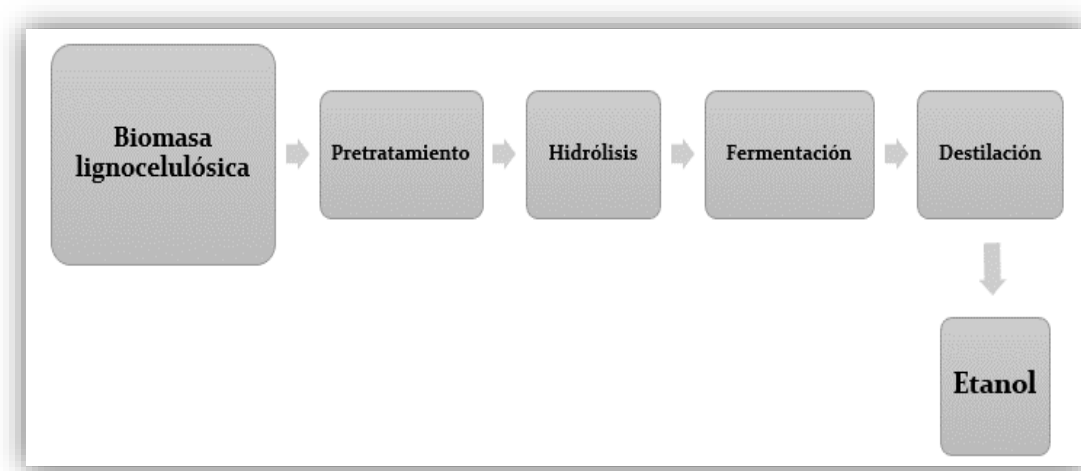 Biomasa
lignocelulósica
Pretratamiento
Hidrólisis
Fermentación
Destilación
Etanol